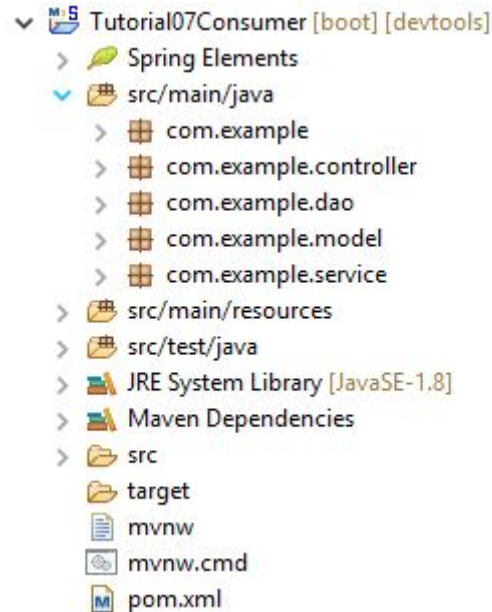 Tutorial07Consumer [boot] [devtools]
Spring Elements
src/main/java
com.example
com.example.controller
com.example.dao
com.example.model
com.example.service
src/main/resources
src/test/java
JRE System Library [JavaSE-1.8]
Maven Dependencies
src
target
mvnw
mvnw.cmd
pom.xml